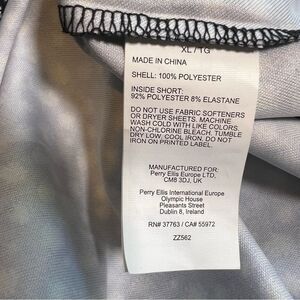 XL / TG
MADE IN CHINA
SHELL: 100% POLYESTER
INSIDE SHORT:
92% POLYESTER 8% ELASTANE
DO NOT USE FABRIC SOFTENERS
OR DRYER SHEETS. MACHINE
WASH COLD WITH LIKE COLORS.
NON-CHLORINE BLEACH, TUMBLE
DRY LOW, COOL IRON. DO NOT
IRON ON PRINTED LABEL.
MANUFACTURED FOR:
Perry Ellis Europe LTD,
CM8 3DJ, UK
Perry Ellis International Europe
Olympic House
Pleasants Street
Dublin 8, Ireland
RN# 37763 / CA# 55972
ZZ562